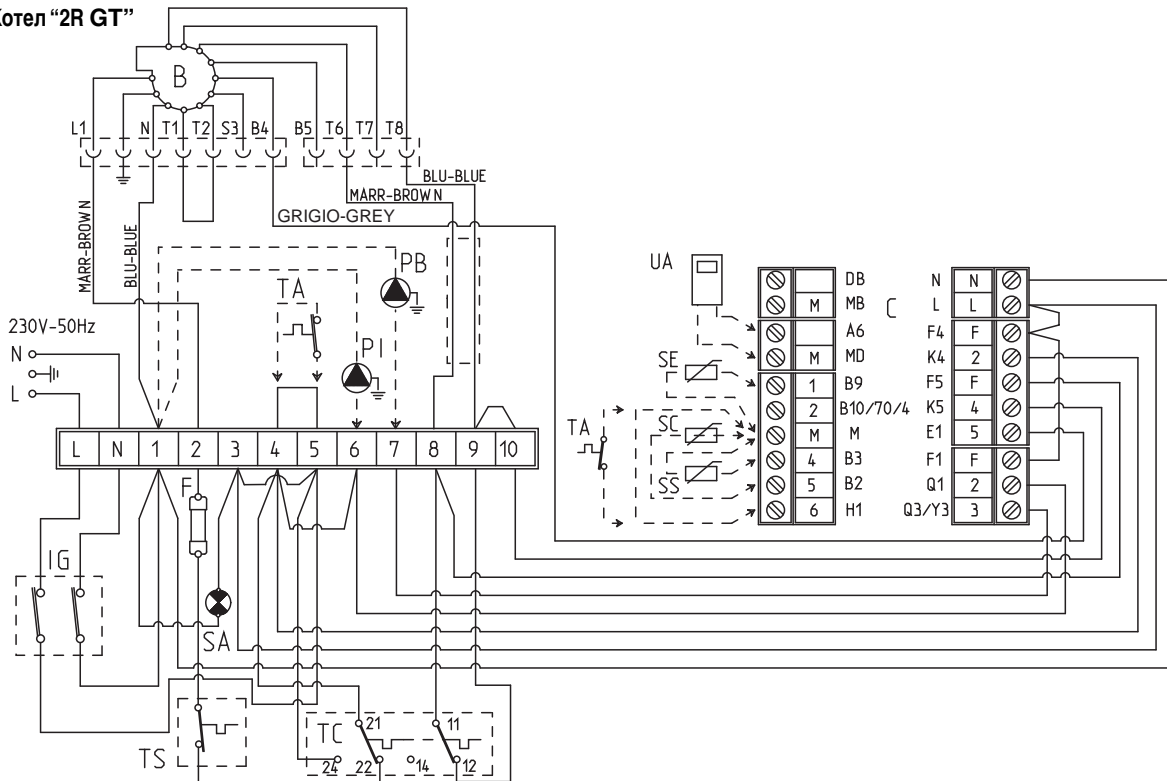 Котел “2R GT”
B
L1 N T1 T2 S3 B4 B5 T6 T7 T8
BLU-BLUE
MARR-BROWN
GRIGIO-GREY
MARR-BROWN
BLU-BLUE
PB
TA
PI
230V-50Hz
N
L
L N 1 2 3 4 5 6 7 8 9 10
F
IG
SA
TS
TC
21
11
24 22 14 12
UA
SE
SC
SS
TA
C
DB
M MB
A6
M MD
1 B9
2 B10/70/4
M M
4 B3
5 B2
6 H1
N N
L L
F4 F
K4 2
F5 F
K5 4
E1 5
F1 F
Q1 2
Q3/Y3 3